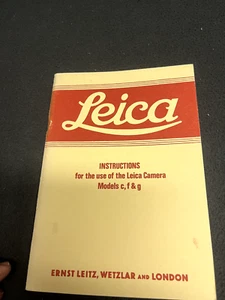 Leica
INSTRUCTIONS
for the use of the Leica Camera
Models c, f & g
ERNST LEITZ, WETZLAR AND LONDON